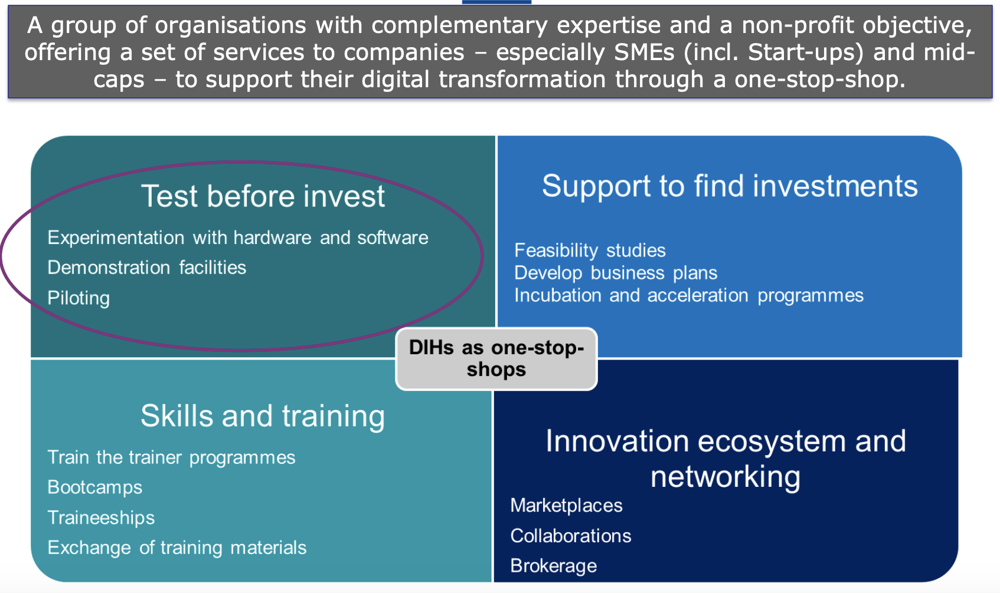 A group of organisations with complementary expertise and a non-profit objective,
offering a set of services to companies – especially SMEs (incl. Start-ups) and mid-
caps – to support their digital transformation through a one-stop-shop.
Test before invest
Experimentation with hardware and software
Demonstration facilities
Piloting
Support to find investments
Feasibility studies
Develop business plans
Incubation and acceleration programmes
DIHs as one-stop-
shops
Skills and training
Train the trainer programmes
Bootcamps
Traineeships
Exchange of training materials
Innovation ecosystem and
networking
Marketplaces
Collaborations
Brokerage